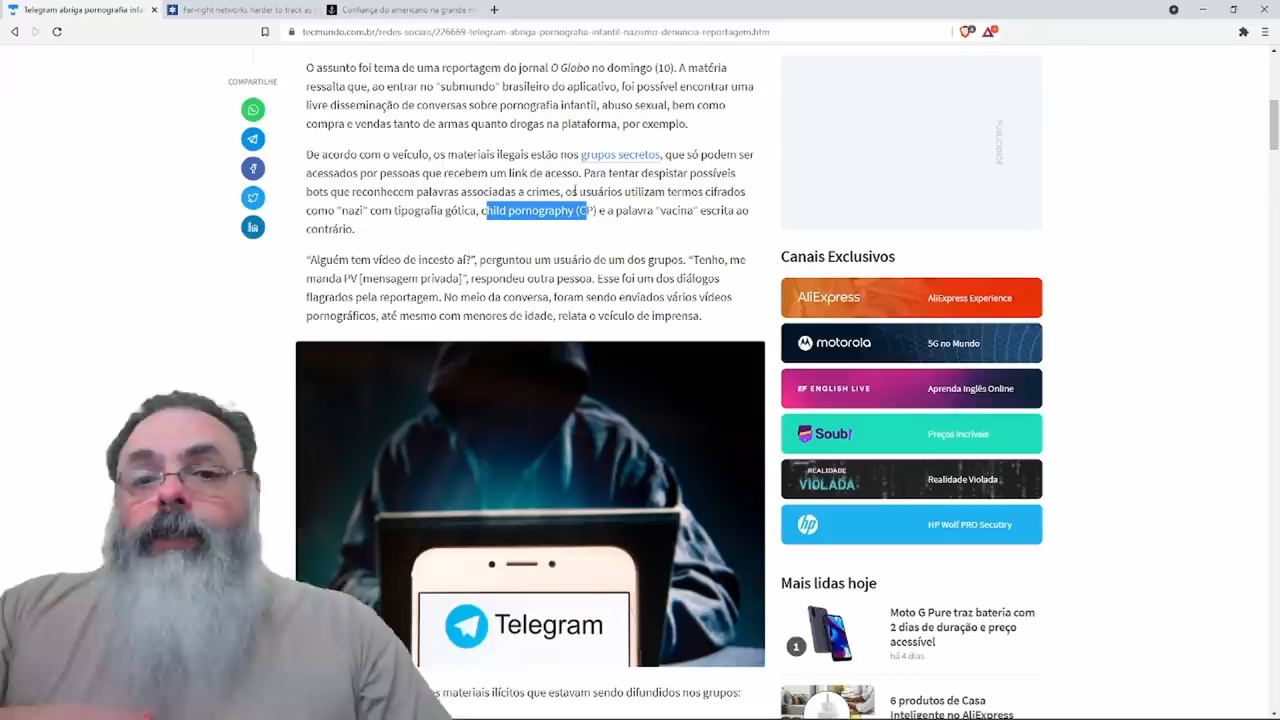 Telegram abriga pornografia infan
Far-right networks harder to track as
Confiança do americano na grande m
tecmundo.com.br/redes-sociais/226669-telegram-abriga-pornografia-infantil-nazismo-denuncia-reportagem.htm
COMPARTILHE
O assunto foi tema de uma reportagem do jornal O Globo no domingo (10). A matéria
ressalta que, ao entrar no "submundo" brasileiro do aplicativo, foi possível encontrar uma
livre disseminação de conversas sobre pornografia infantil, abuso sexual, bem como
compra e vendas tanto de armas quanto drogas na plataforma, por exemplo.
De acordo com o veículo, os materiais ilegais estão nos grupos secretos, que só podem ser
acessados por pessoas que recebem um link de acesso. Para tentar despistar possíveis
bots que reconhecem palavras associadas a crimes, os usuários utilizam termos cifrados
como "nazi" com tipografia gótica, child pornography (CP) e a palavra "vacina" escrita ao
contrário.
"Alguém tem vídeo de incesto aí?", perguntou um usuário de um dos grupos. "Tenho, me
manda PV [mensagem privada]", respondeu outra pessoa. Esse foi um dos diálogos
flagrados pela reportagem. No meio da conversa, foram sendo enviados vários vídeos
pornográficos, até mesmo com menores de idade, relata o veículo de imprensa.
Telegram
s materiais ilícitos que estavam sendo difundidos nos grupos:
PUBLICIDADE
Canais Exclusivos
AliExpress AliExpress Experience
motorola 5G no Mundo
EF ENGLISH LIVE Aprenda Inglês Online
Soub! Preços Incríveis
REALIDADE VIOLADA Realidade Violada
hp HP Wolf PRO Secutiry
Mais lidas hoje
1
Moto G Pure traz bateria com
2 dias de duração e preço
acessível
há 4 dias
6 produtos de Casa
Inteligente no AliExpress